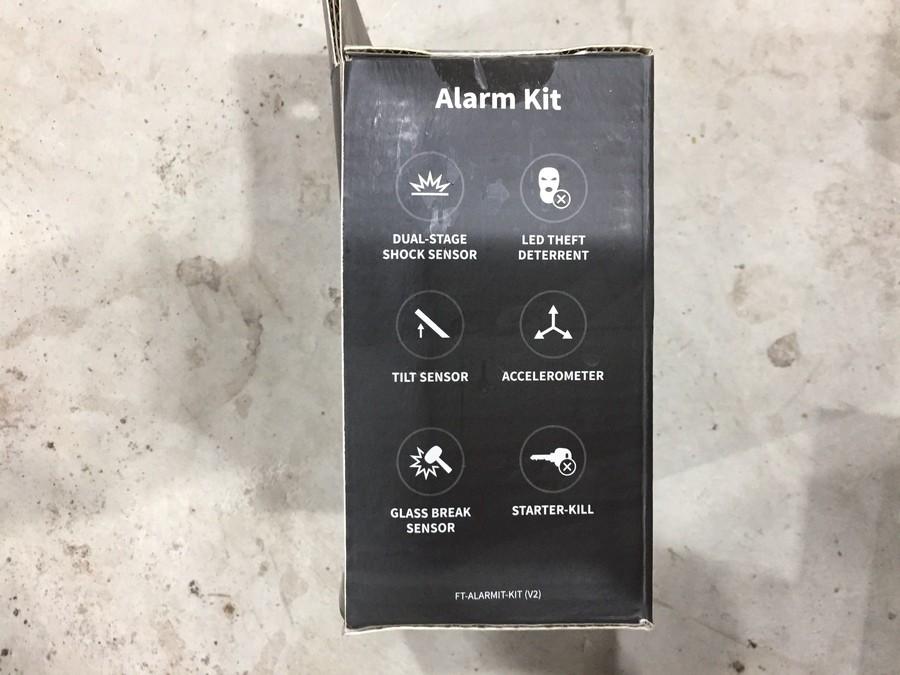 Alarm Kit
DUAL-STAGE
SHOCK SENSOR
LED THEFT
DETERRENT
TILT SENSOR
ACCELEROMETER
GLASS BREAK
SENSOR
STARTER-KILL
FT-ALARMIT-KIT (V2)